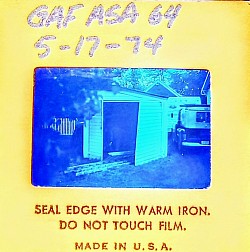 GAF ASA 64
5-17-74
SEAL EDGE WITH WARM IRON.
DO NOT TOUCH FILM.
MADE IN U.S.A.